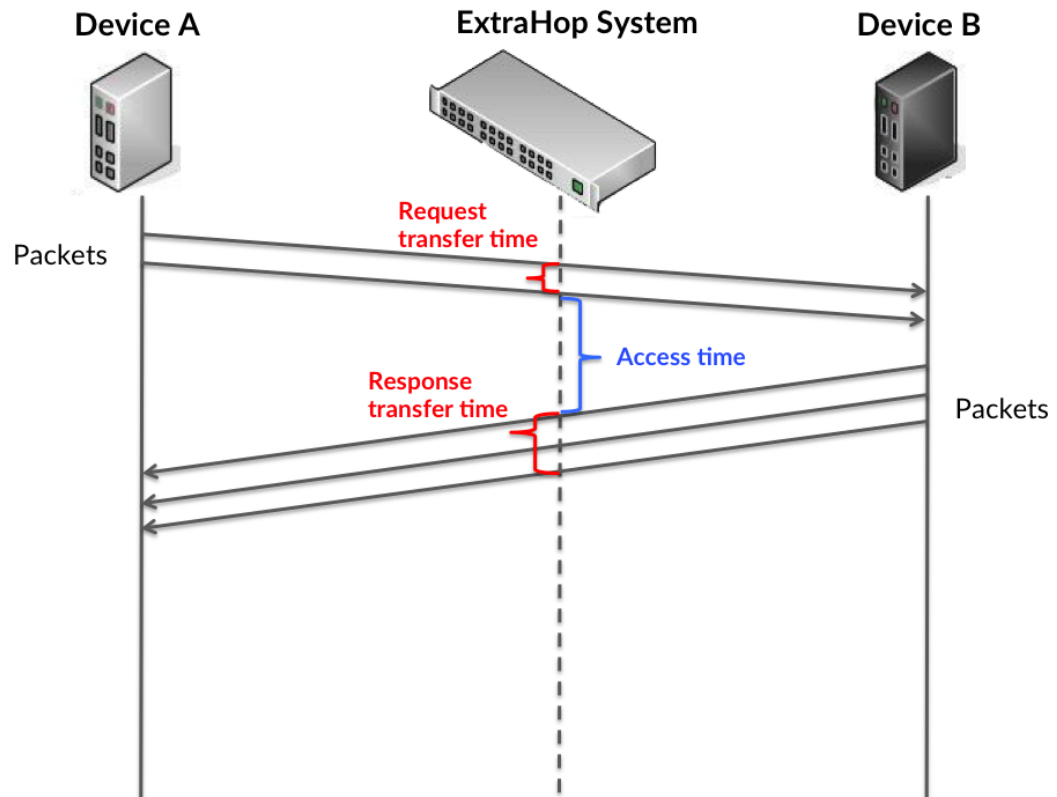 Device A
ExtraHop System
Device B
Request
transfer time
Packets
Access time
Response
transfer time
Packets